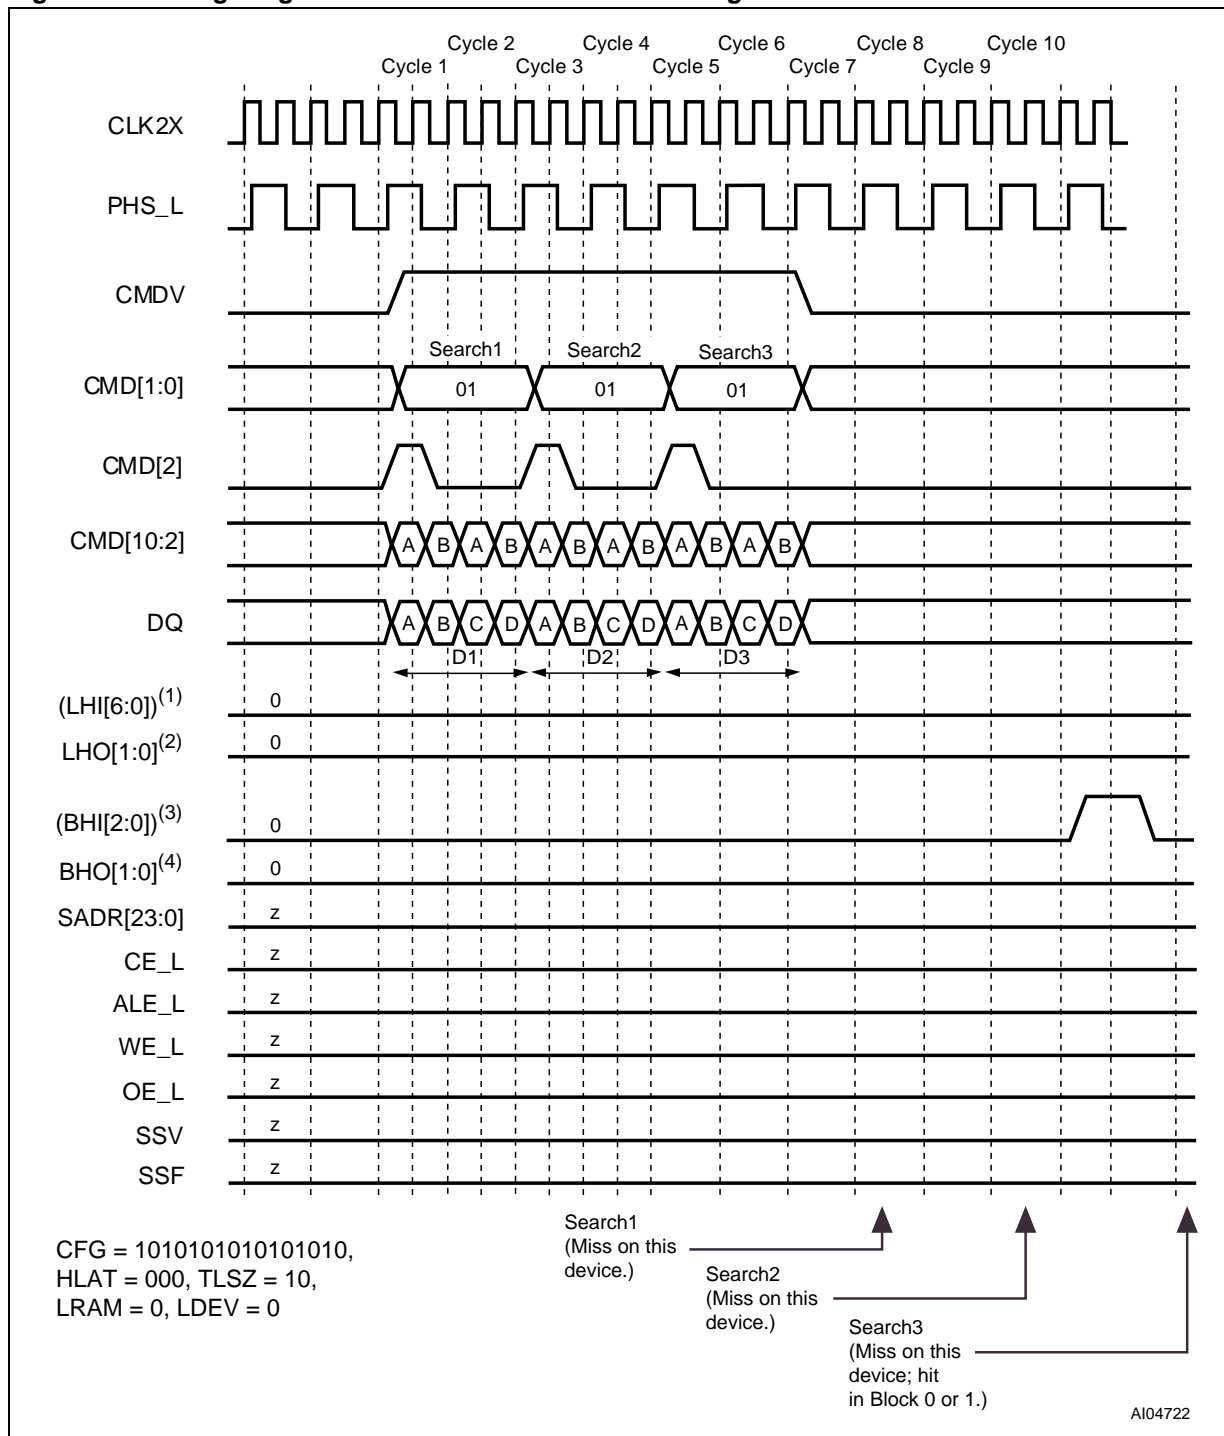 Cycle 2 Cycle 4 Cycle 6 Cycle 8 Cycle 10
Cycle 1 Cycle 3 Cycle 5 Cycle 7 Cycle 9
CLK2X
PHS_L
CMDV
Search1 Search2 Search3
CMD[1:0] 01 01 01
CMD[2]
CMD[10:2] A B A B A B A B A B A B
DQ A B C D A B C D A B C D
D1 D2 D3
(LHI[6:0])(1) 0
LHO[1:0](2) 0
(BHI[2:0])(3) 0
BHO[1:0](4) 0
SADR[23:0] z
CE_L z
ALE_L z
WE_L z
OE_L z
SSV z
SSF z
CFG = 1010101010101010,
HLAT = 000, TLSZ = 10,
LRAM = 0, LDEV = 0
Search1
(Miss on this
device.)
Search2
(Miss on this
device.)
Search3
(Miss on this
device; hit
in Block 0 or 1.)
AI04722